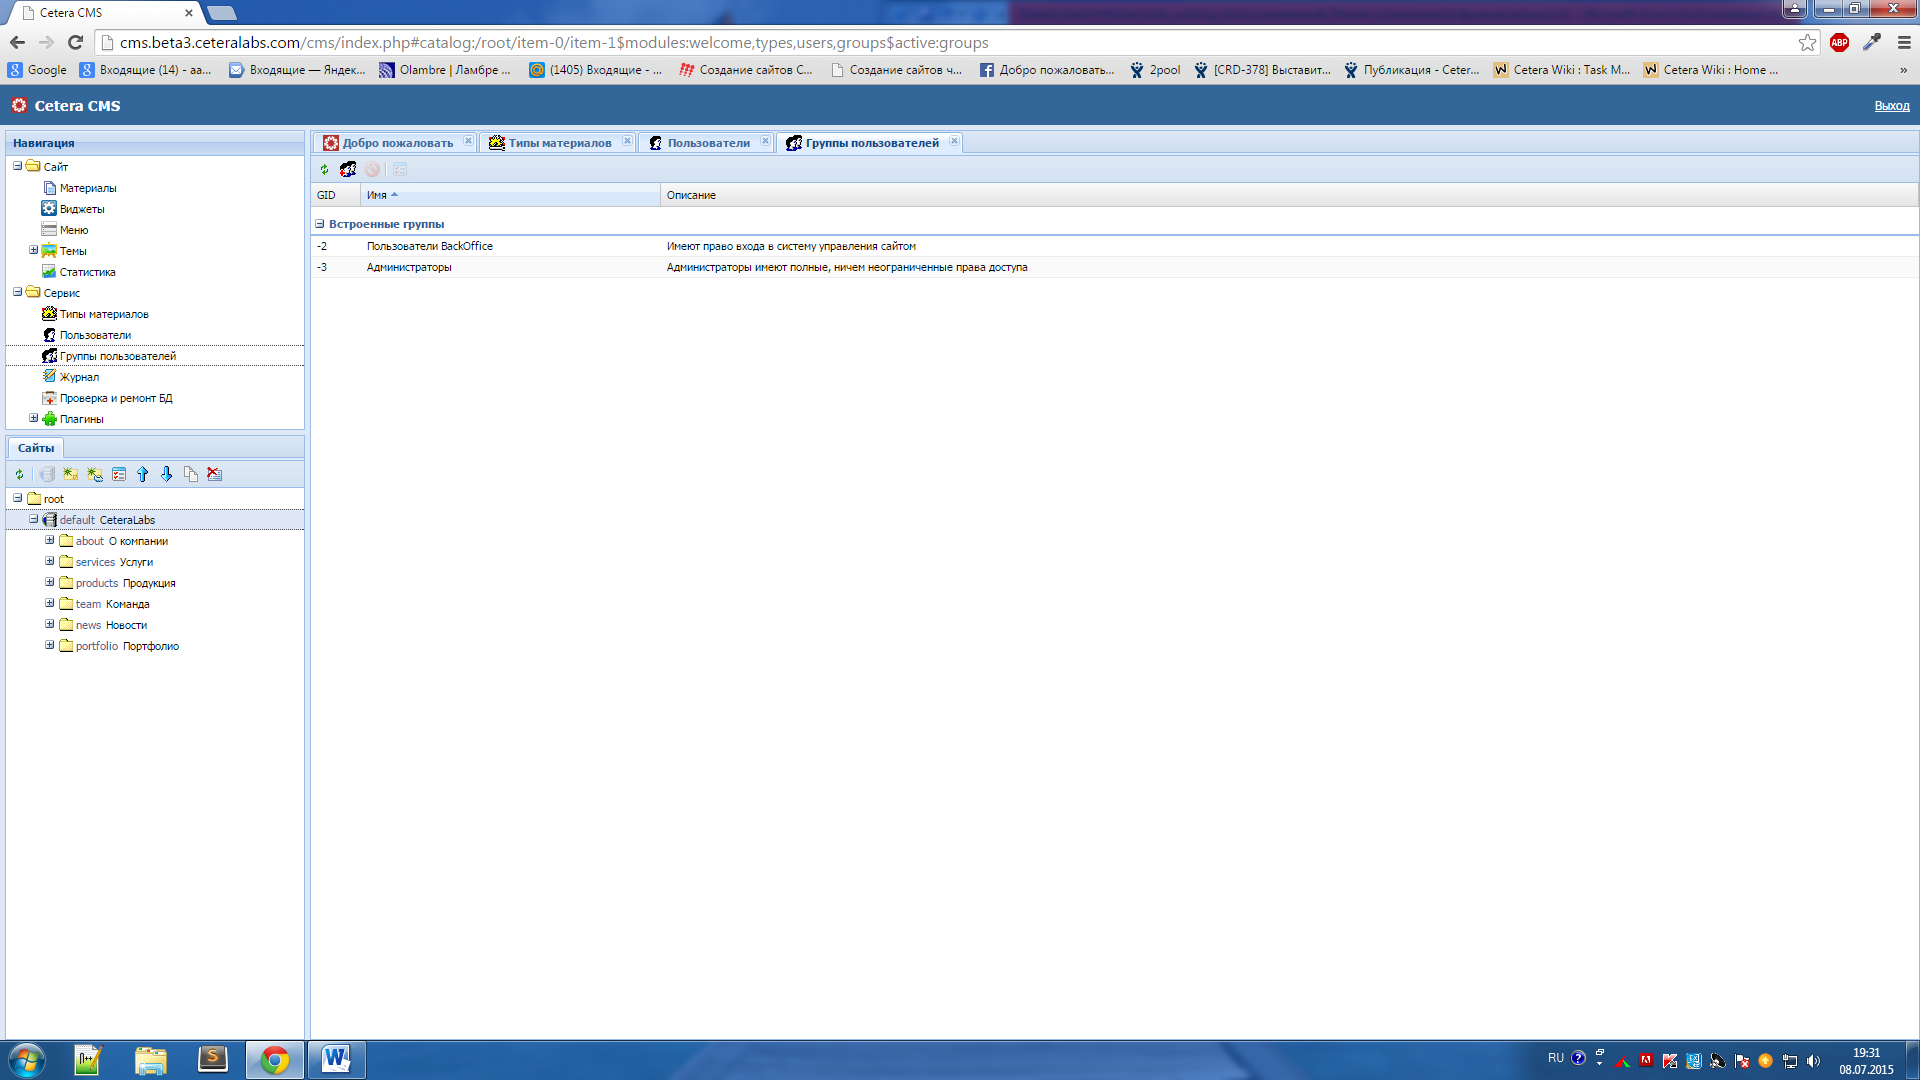 Cetera CMS
cms.beta3.ceteralabs.com/cms/index.php#catalog:/root/item-0/item-1$modules:welcome,types,users,groups$active:groups
ABP
Google
Входящие (14) - aa...
Входящие — Яндек...
Olambre | Ламбре ...
(1405) Входящие - ...
Создание сайтов C...
Создание сайтов ч...
Добро пожаловать...
2pool
[CRD-378] Выставит...
Публикация - Ceter...
Cetera Wiki : Task M...
Cetera Wiki : Home ...
»
Cetera CMS
Выход
Навигация
Сайт
Материалы
Виджеты
Меню
Темы
Статистика
Сервис
Типы материалов
Пользователи
Группы пользователей
Журнал
Проверка и ремонт БД
Плагины
Сайты
root
default CeteraLabs
about О компании
services Услуги
products Продукция
team Команда
news Новости
portfolio Портфолио
Добро пожаловать
Типы материалов
Пользователи
Группы пользователей
GID Имя Описание
Встроенные группы
-2 Пользователи BackOffice Имеют право входа в систему управления сайтом
-3 Администраторы Администраторы имеют полные, ничем неограниченные права доступа
RU
19:31
08.07.2015